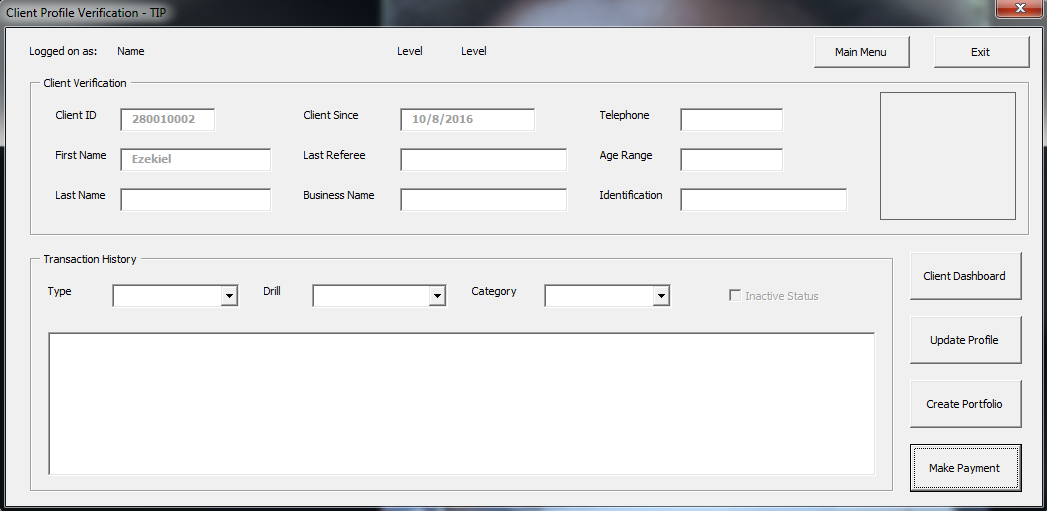 Client Profile Verification - TIP
Logged on as: Name Level Level Main Menu Exit
Client Verification
Client ID 280010002 Client Since 10/8/2016 Telephone
First Name Ezekiel Last Referee Age Range
Last Name Business Name Identification
Transaction History
Type Drill Category Inactive Status
Client Dashboard
Update Profile
Create Portfolio
Make Payment